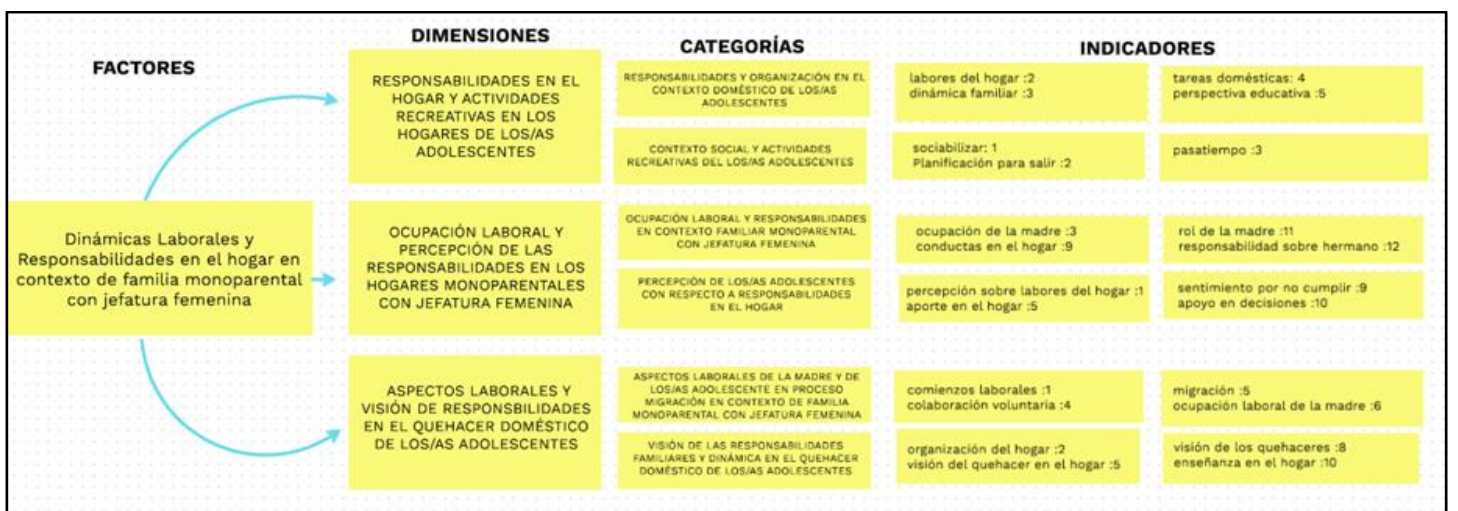 FACTORES
DIMENSIONES
CATEGORÍAS
INDICADORES
Dinámicas Laborales y
Responsabilidades en el hogar en
contexto de familia monoparental
con jefatura femenina
RESPONSABILIDADES EN EL
HOGAR Y ACTIVIDADES
RECREATIVAS EN LOS
HOGARES DE LOS/AS
ADOLESCENTES
RESPONSABILIDADES Y ORGANIZACIÓN EN EL
CONTEXTO DOMÉSTICO DE LOS/AS
ADOLESCENTES
labores del hogar :2
dinámica familiar :3
tareas domésticas: 4
perspectiva educativa :5
CONTEXTO SOCIAL Y ACTIVIDADES
RECREATIVAS DEL LOS/AS ADOLESCENTES
sociabilizar: 1
Planificación para salir :2
pasatiempo :3
OCUPACIÓN LABORAL Y
PERCEPCIÓN DE LAS
RESPONSABILIDADES EN LOS
HOGARES MONOPARENTALES
CON JEFATURA FEMENINA
OCUPACIÓN LABORAL Y RESPONSABILIDADES
EN CONTEXTO FAMILIAR MONOPARENTAL
CON JEFATURA FEMENINA
ocupación de la madre :3
conductas en el hogar :9
rol de la madre :11
responsabilidad sobre hermano :12
PERCEPCIÓN DE LOS/AS ADOLESCENTES
CON RESPECTO A RESPONSABILIDADES
EN EL HOGAR
percepción sobre labores del hogar :1
aporte en el hogar :5
sentimiento por no cumplir :9
apoyo en decisiones :10
ASPECTOS LABORALES Y
VISIÓN DE RESPONSBILIDADES
EN EL QUEHACER DOMÉSTICO
DE LOS/AS ADOLESCENTES
ASPECTOS LABORALES DE LA MADRE Y DE
LOS/AS ADOLESCENTE EN PROCESO
MIGRACIÓN EN CONTEXTO DE FAMILIA
MONOPARENTAL CON JEFATURA FEMENINA
comienzos laborales :1
colaboración voluntaria :4
migración :5
ocupación laboral de la madre :6
VISIÓN DE LAS RESPONSABILIDADES
FAMILIARES Y DINÁMICA EN EL QUEHACER
DOMÉSTICO DE LOS/AS ADOLESCENTES
organización del hogar :2
visión del quehacer en el hogar :5
visión de los quehaceres :8
enseñanza en el hogar :10